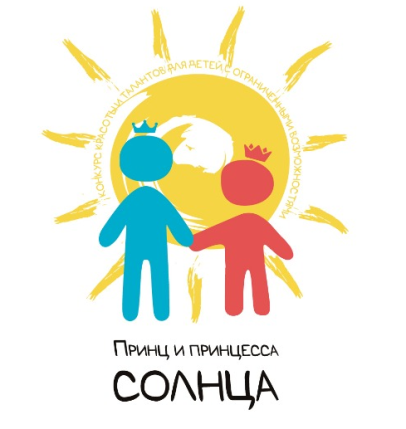 КОНКУРС КРАСОТЫ И ТАЛАНТОВ ДЛЯ ДЕТЕЙ С ОГРАНИЧЕННЫМИ ВОЗМОЖНОСТЯМИ
ПРИНЦ И ПРИНЦЕССА
СОЛНЦА